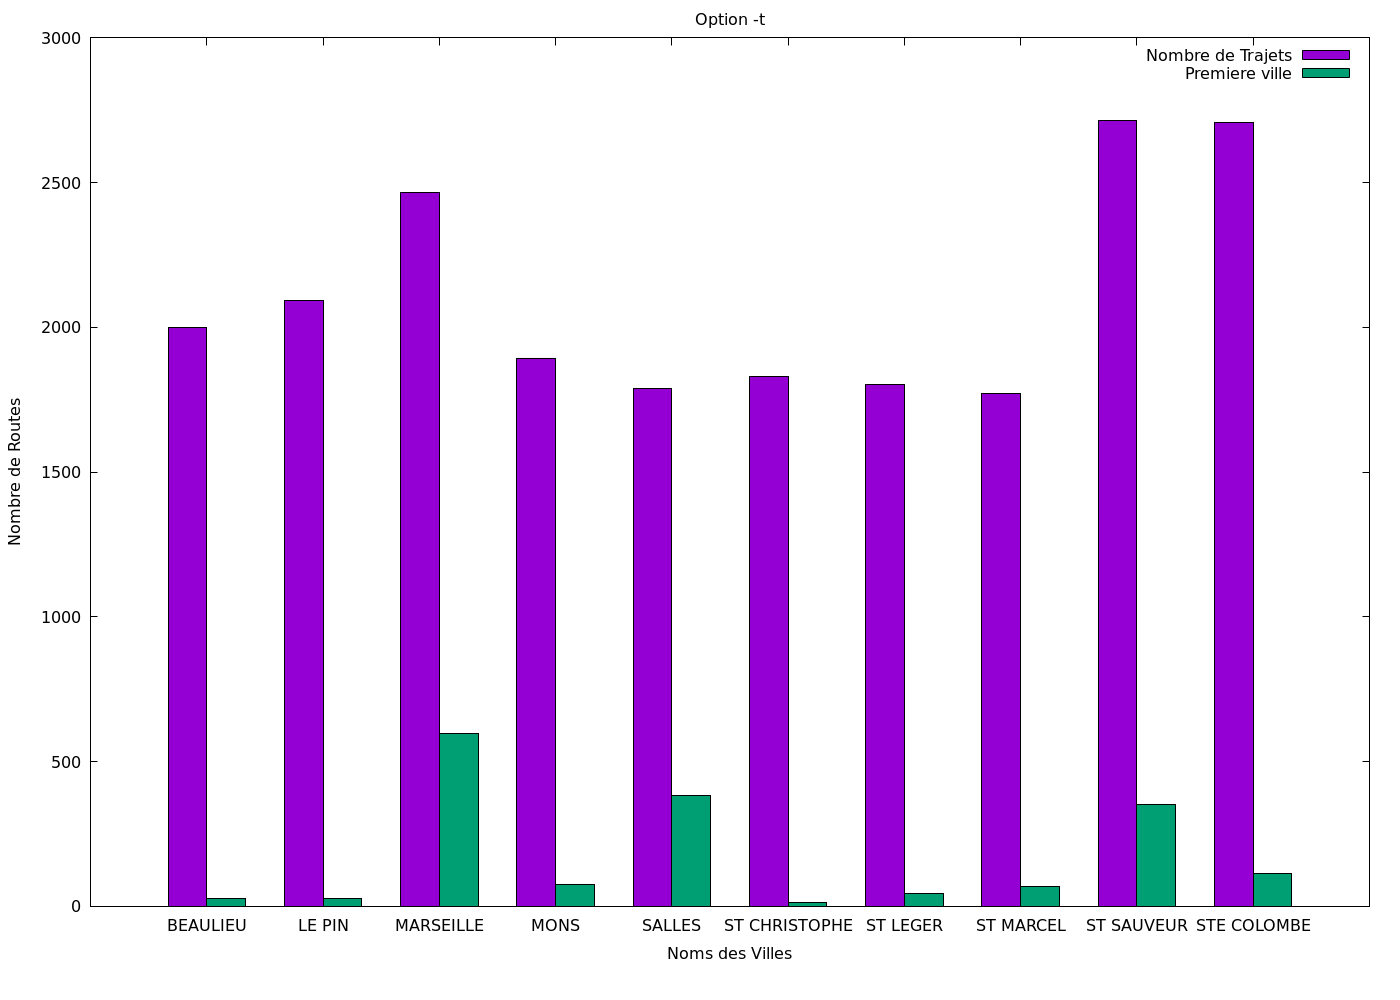 Option -t
3000
2500
2000
1500
1000
500
0
Nombre de Routes
Nombre de Trajets
Premiere ville
BEAULIEU LE PIN MARSEILLE MONS SALLES ST CHRISTOPHE ST LEGER ST MARCEL ST SAUVEUR STE COLOMBE
Noms des Villes